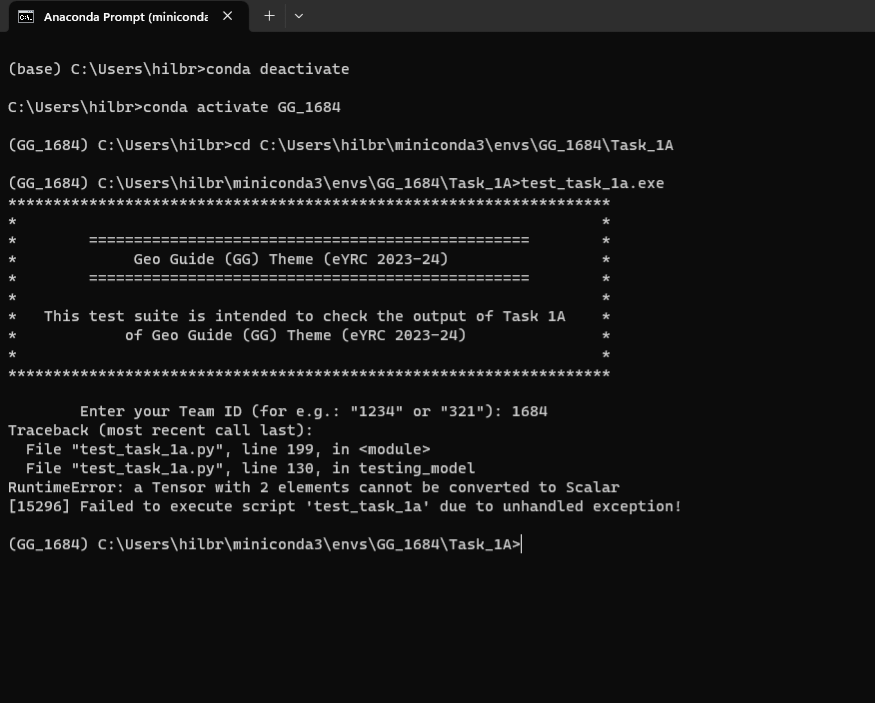 Anaconda Prompt (miniconda
(base) C:\Users\hilbr>conda deactivate
C:\Users\hilbr>conda activate GG_1684
(GG_1684) C:\Users\hilbr>cd C:\Users\hilbr\miniconda3\envs\GG_1684\Task_1A
(GG_1684) C:\Users\hilbr\miniconda3\envs\GG_1684\Task_1A>test_task_1a.exe
*******************************************************************
*                                                                 *
*        =================================================        *
*             Geo Guide (GG) Theme (eYRC 2023-24)                 *
*        =================================================        *
*                                                                 *
*   This test suite is intended to check the output of Task 1A    *
*            of Geo Guide (GG) Theme (eYRC 2023-24)               *
*                                                                 *
*******************************************************************
        Enter your Team ID (for e.g.: "1234" or "321"): 1684
Traceback (most recent call last):
  File "test_task_1a.py", line 199, in <module>
  File "test_task_1a.py", line 130, in testing_model
RuntimeError: a Tensor with 2 elements cannot be converted to Scalar
[15296] Failed to execute script 'test_task_1a' due to unhandled exception!
(GG_1684) C:\Users\hilbr\miniconda3\envs\GG_1684\Task_1A>